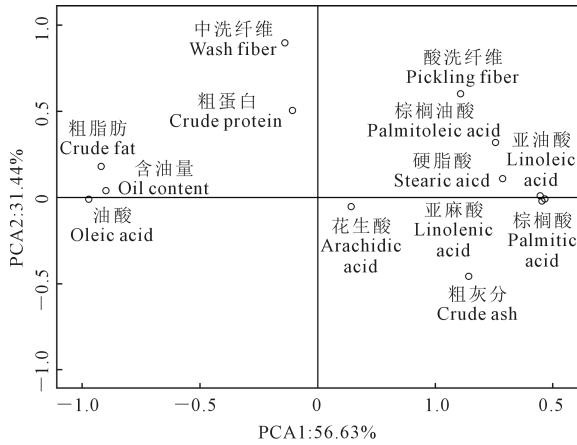 1.0
中洗纤维
Wash fiber
酸洗纤维
Pickling fiber
0.5
粗蛋白
Crude protein
棕榈油酸
Palmitoleic acid
粗脂肪
Crude fat
亚油酸
Linoleic
acid
含油量
Oil content
硬脂酸
Stearic aicd
0
油酸
Oleic acid
花生酸
Arachidic
acid
亚麻酸
Linolenic
acid
棕榈酸
Palmitic
acid
−0.5
粗灰分
Crude ash
−1.0
PCA2:31.44%
−1.0
−0.5
0
1.0
0.5
PCA1:56.63%